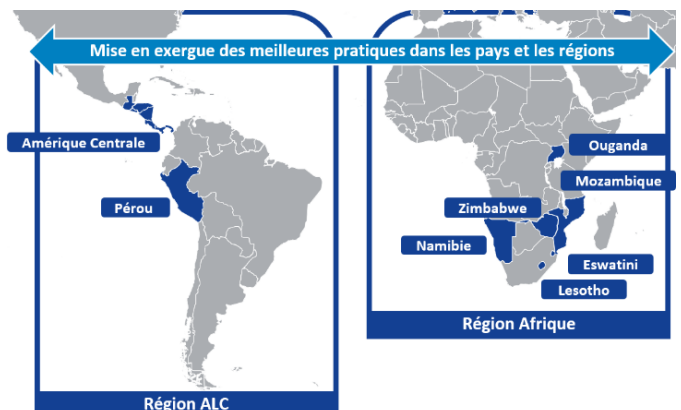 Mise en exergue des meilleures pratiques dans les pays et les régions
Amérique Centrale
Pérou
Région ALC
Ouganda
Mozambique
Zimbabwe
Namibie
Eswatini
Lesotho
Région Afrique